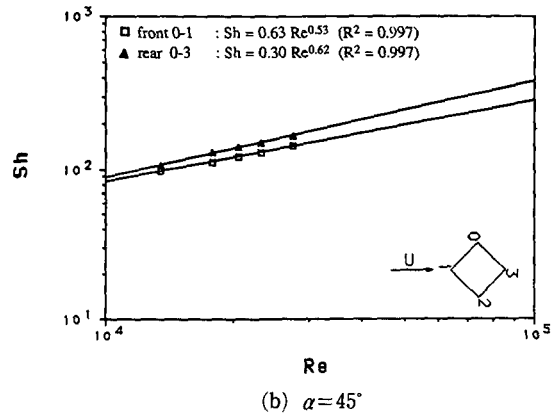 10³
□ front 0-1 : Sh = 0.63 Re^0.53 (R² = 0.997)
▲ rear 0-3 : Sh = 0.30 Re^0.62 (R² = 0.997)
Sh
10²
U
0
1
3
2
10¹
10⁴
10⁵
Re
(b) α=45°